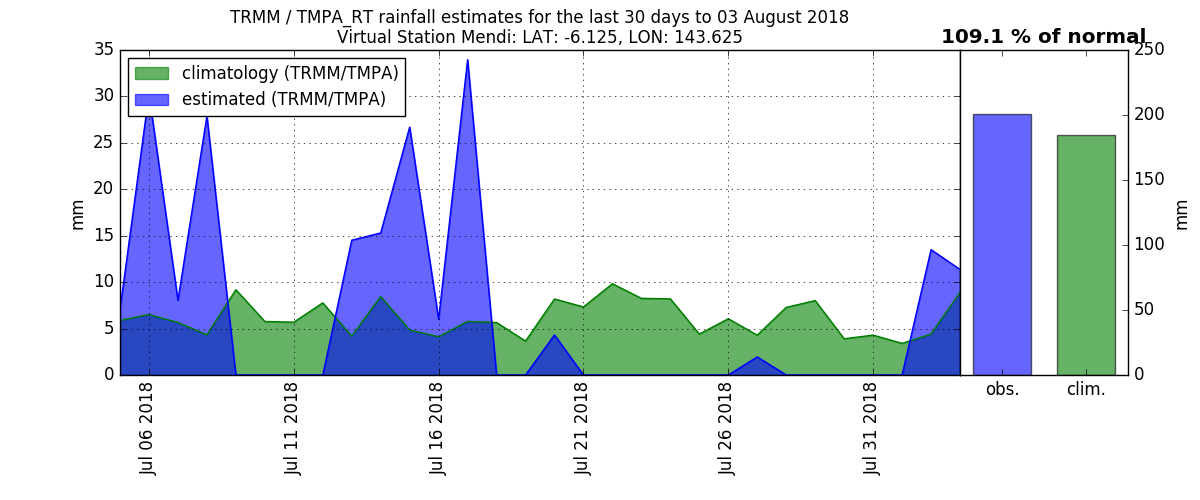 TRMM / TMPA_RT rainfall estimates for the last 30 days to 03 August 2018
Virtual Station Mendi: LAT: -6.125, LON: 143.625
109.1 % of normal
climatology (TRMM/TMPA)
estimated (TRMM/TMPA)
35
30
25
20
15
10
5
0
mm
Jul 06 2018
Jul 11 2018
Jul 16 2018
Jul 21 2018
Jul 26 2018
Jul 31 2018
250
200
150
100
50
0
mm
obs.
clim.